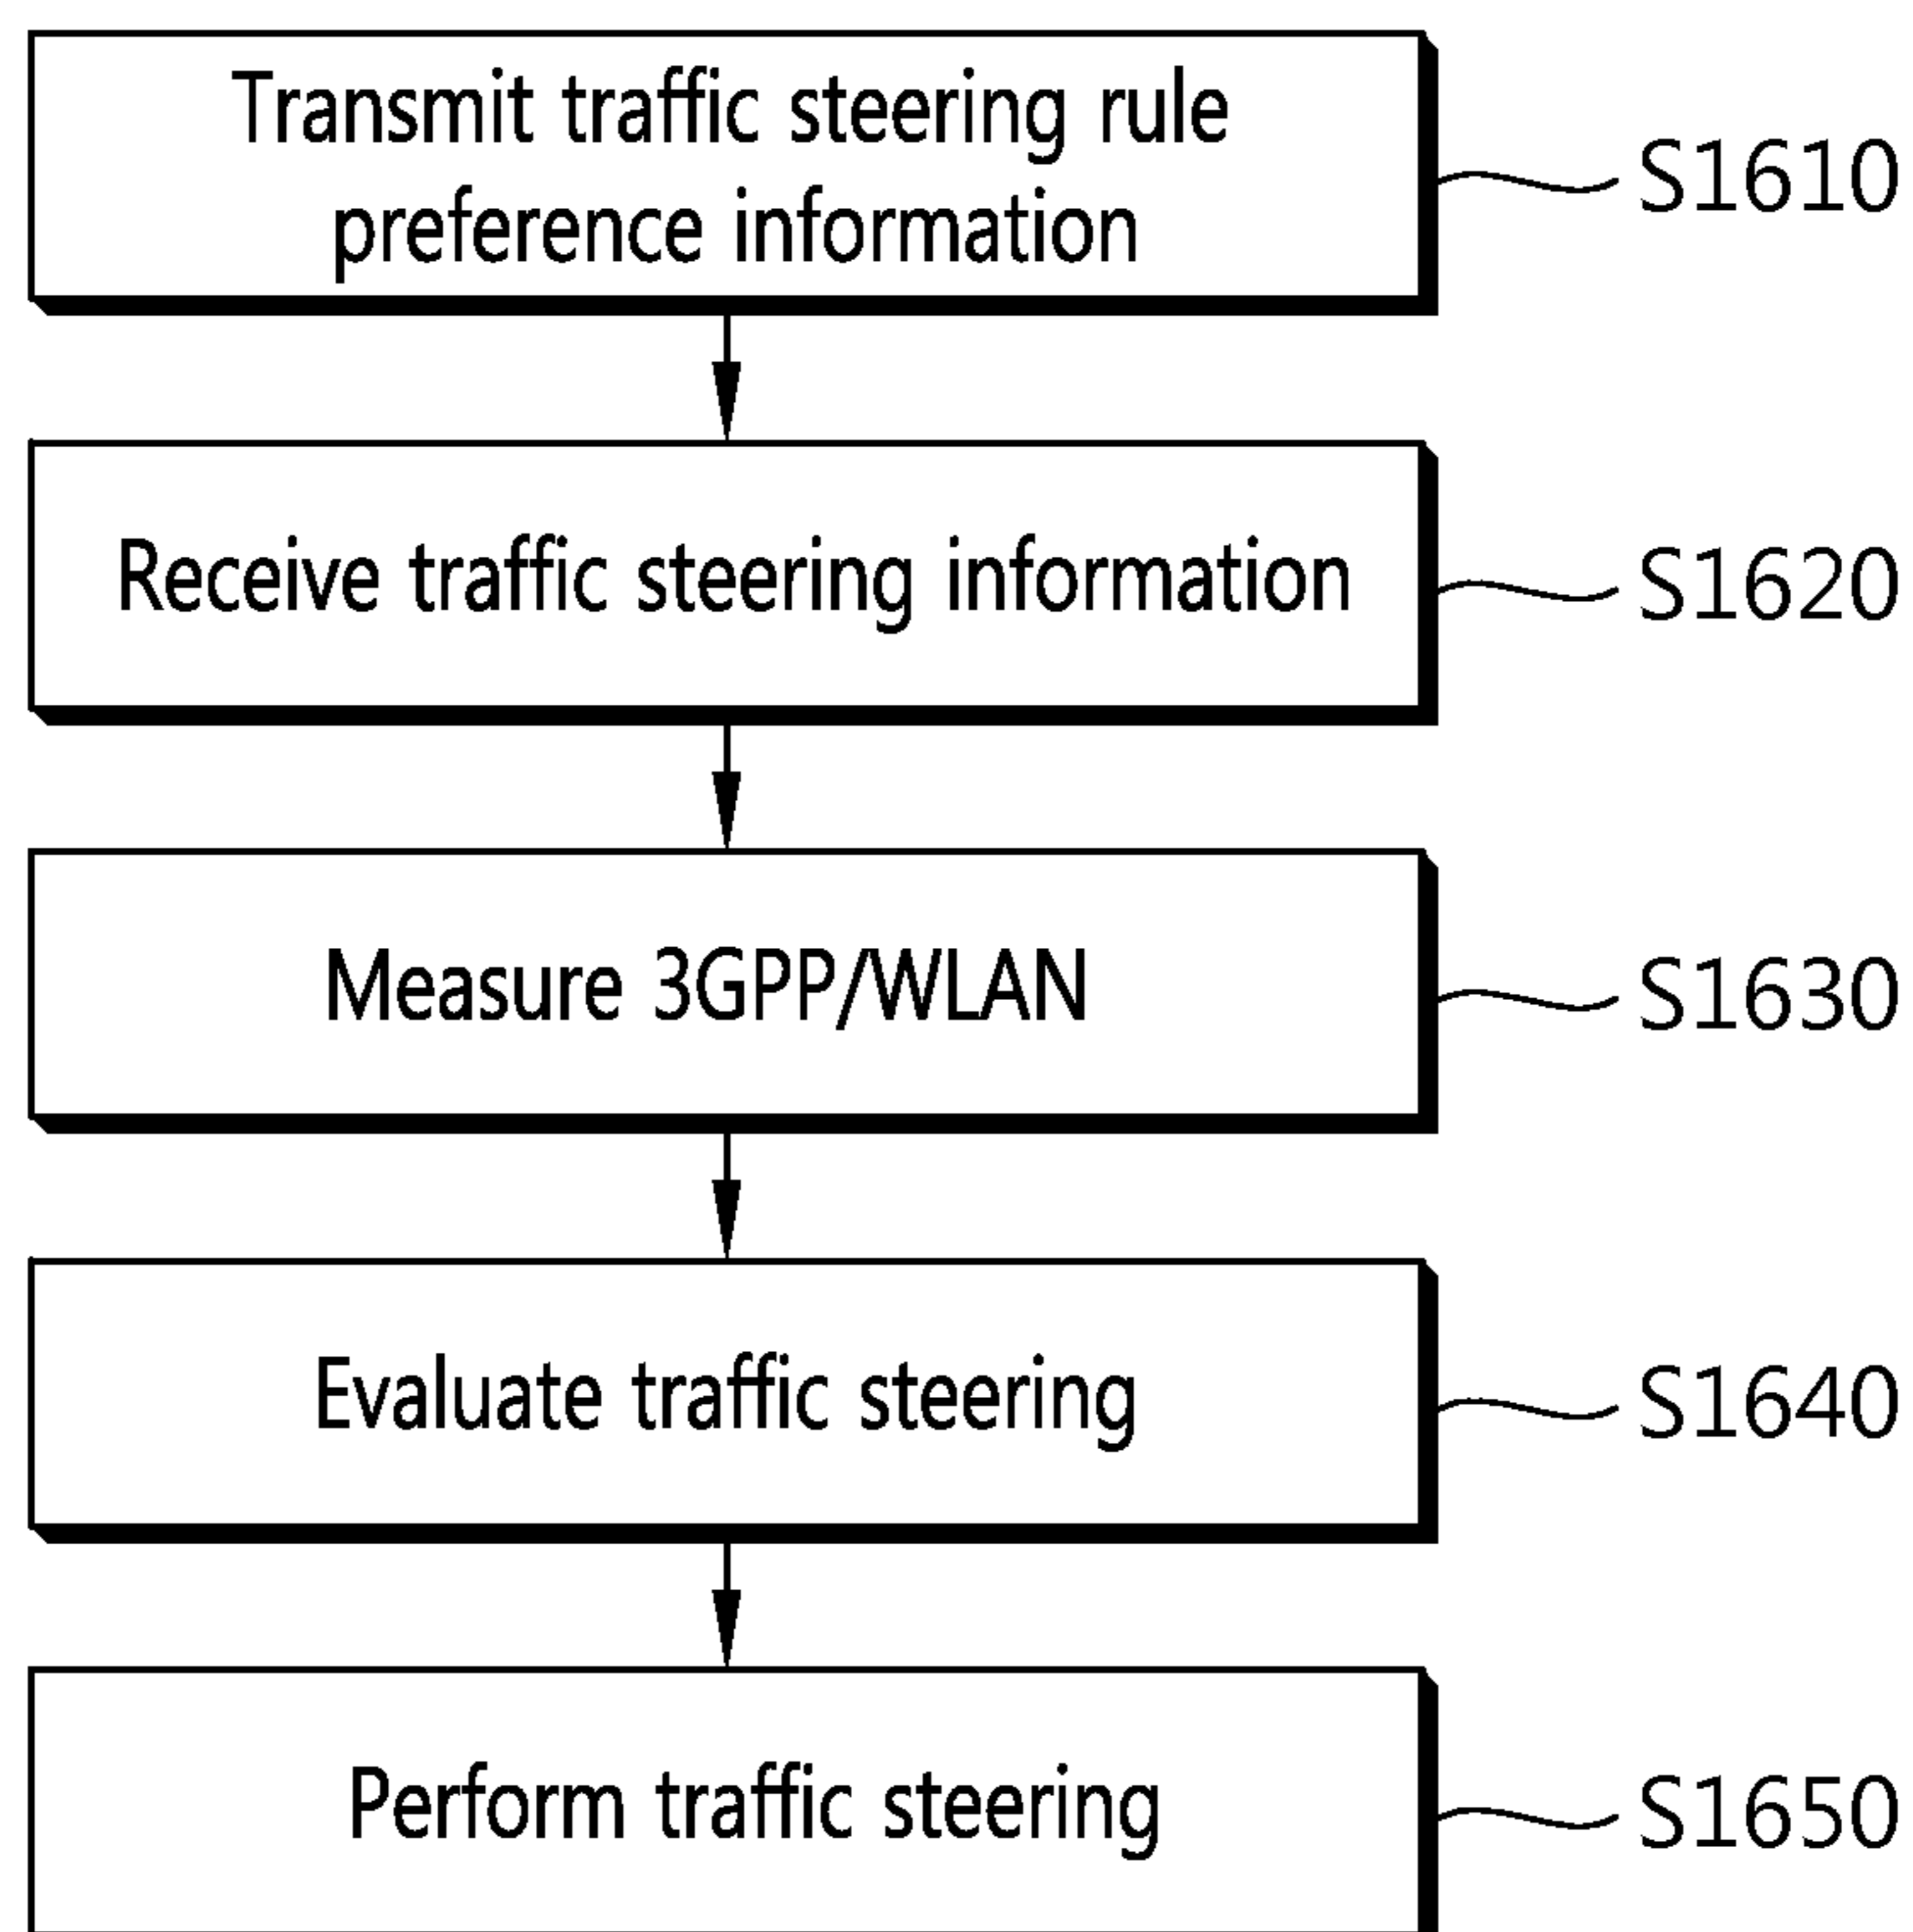 Transmit traffic steering rule
preference information
S1610
Receive traffic steering information
S1620
Measure 3GPP/WLAN
S1630
Evaluate traffic steering
S1640
Perform traffic steering
S1650